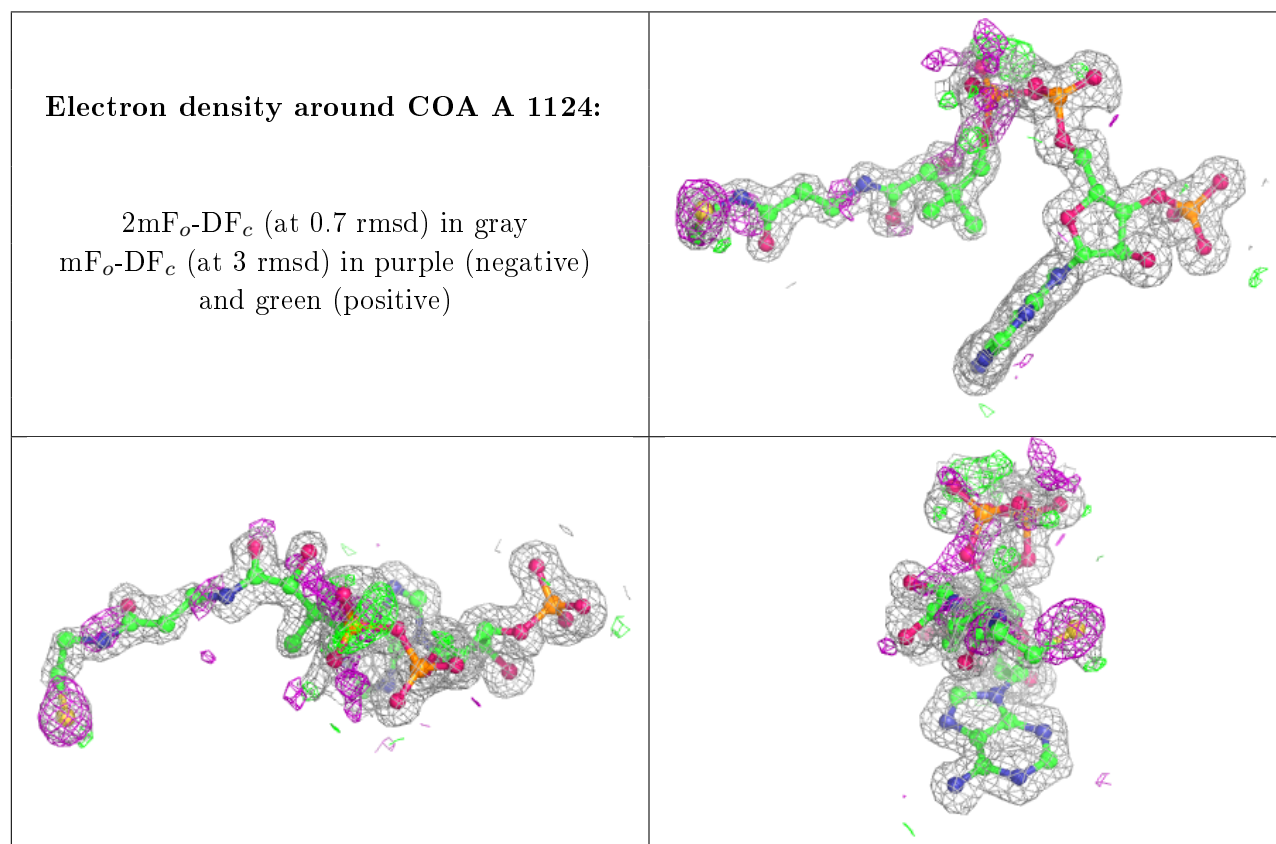 Electron density around COA A 1124:
2mFo-DFc (at 0.7 rmsd) in gray
mFo-DFc (at 3 rmsd) in purple (negative)
and green (positive)